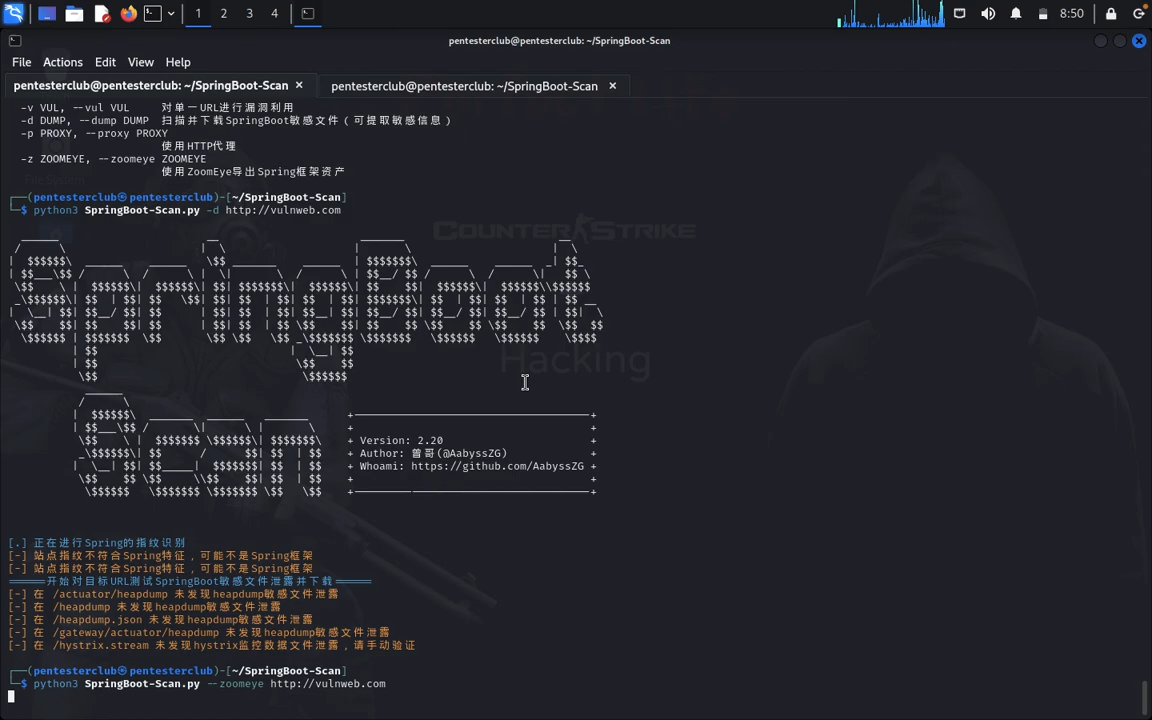 1 2 3 4
8:50
pentesterclub@pentesterclub: ~/SpringBoot-Scan
File Actions Edit View Help
pentesterclub@pentesterclub: ~/SpringBoot-Scan × pentesterclub@pentesterclub: ~/SpringBoot-Scan ×
-v VUL, --vul VUL 对单一URL进行漏洞利用
-d DUMP, --dump DUMP 扫描并下载SpringBoot敏感文件（可提取敏感信息）
-p PROXY, --proxy PROXY
使用HTTP代理
-z ZOOMEYE, --zoomeye ZOOMEYE
使用ZoomEye导出Spring框架资产
┌──(pentesterclub㉿pentesterclub)-[~/SpringBoot-Scan]
└─$ python3 SpringBoot-Scan.py -d http://vulnweb.com
COUNTER STRIKE
SpringBoot
Hacking
Scan
+ Version: 2.20 +
+ Author: 曾哥(@AabyssZG) +
+ Whoami: https://github.com/AabyssZG +
[.] 正在进行Spring的指纹识别
[-] 站点指纹不符合Spring特征，可能不是Spring框架
[-] 站点指纹不符合Spring特征，可能不是Spring框架
======开始对目标URL测试SpringBoot敏感文件泄露并下载======
[-] 在 /actuator/heapdump 未发现heapdump敏感文件泄露
[-] 在 /heapdump 未发现heapdump敏感文件泄露
[-] 在 /heapdump.json 未发现heapdump敏感文件泄露
[-] 在 /gateway/actuator/heapdump 未发现heapdump敏感文件泄露
[-] 在 /hystrix.stream 未发现hystrix监控数据文件泄露，请手动验证
┌──(pentesterclub㉿pentesterclub)-[~/SpringBoot-Scan]
└─$ python3 SpringBoot-Scan.py --zoomeye http://vulnweb.com